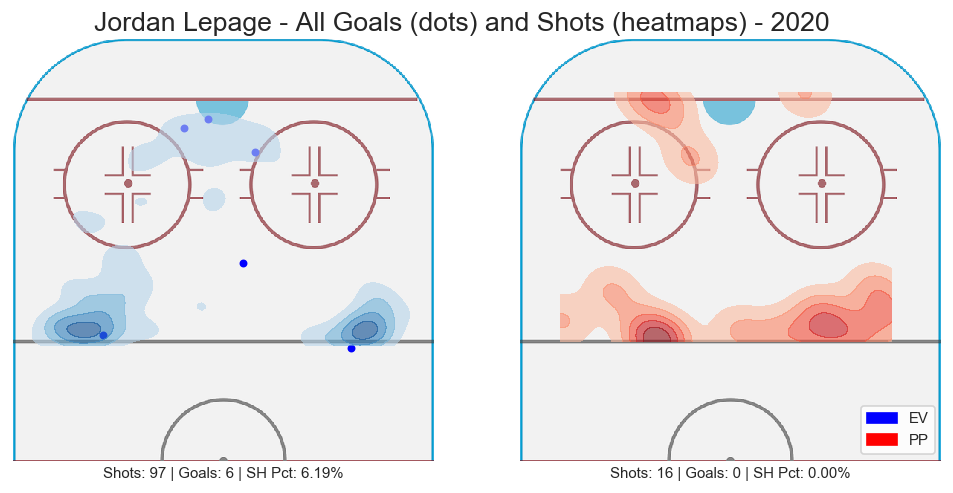 Jordan Lepage - All Goals (dots) and Shots (heatmaps) - 2020
EV
PP
Shots: 97 | Goals: 6 | SH Pct: 6.19%
Shots: 16 | Goals: 0 | SH Pct: 0.00%